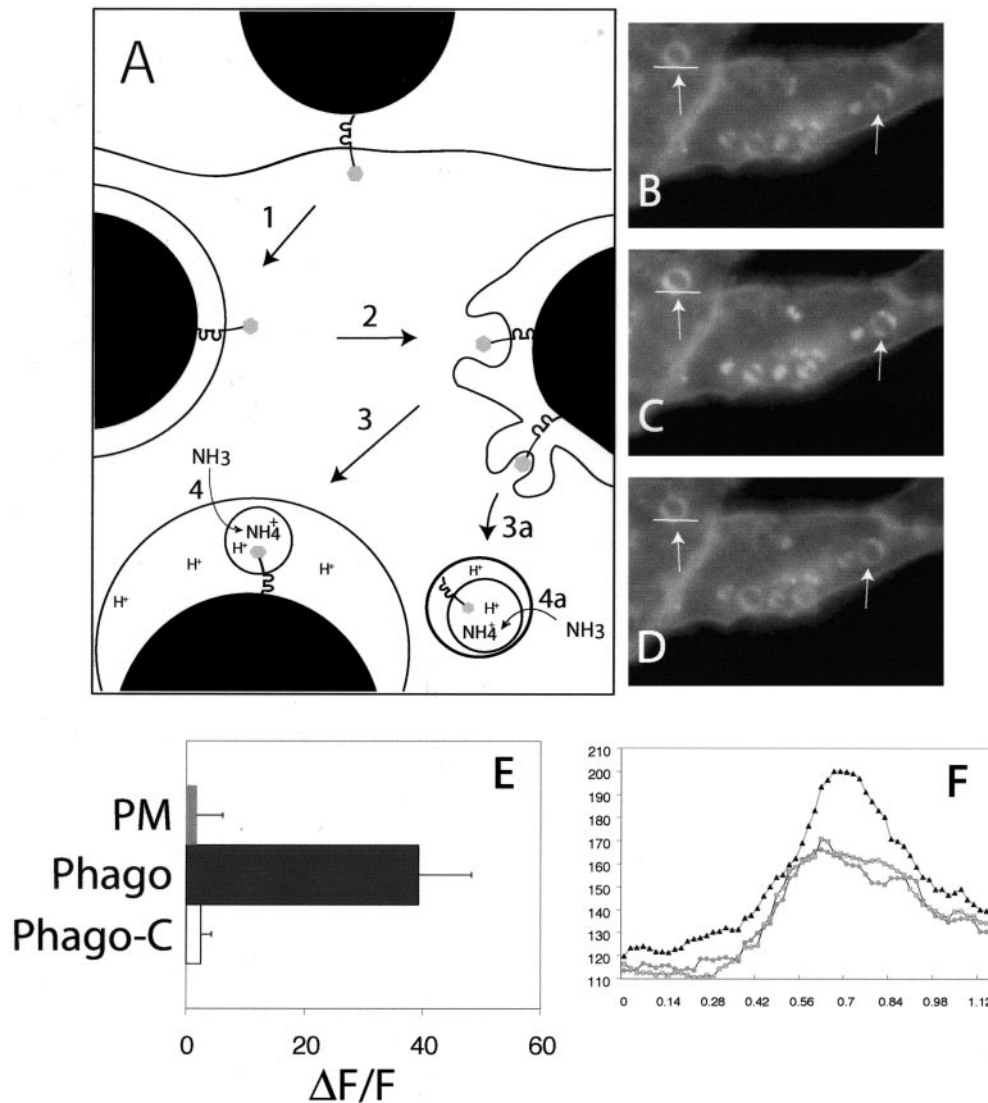 A
1
2
3
NH3
4
NH4+
H+
H+
H+
3a
H+
H+
4a
NH4+
NH3
B
C
D
E
PM
Phago
Phago-C
0 20 40 60
ΔF/F
F
210
200
190
180
170
160
150
140
130
120
110
0 0.14 0.28 0.42 0.56 0.7 0.84 0.98 1.12